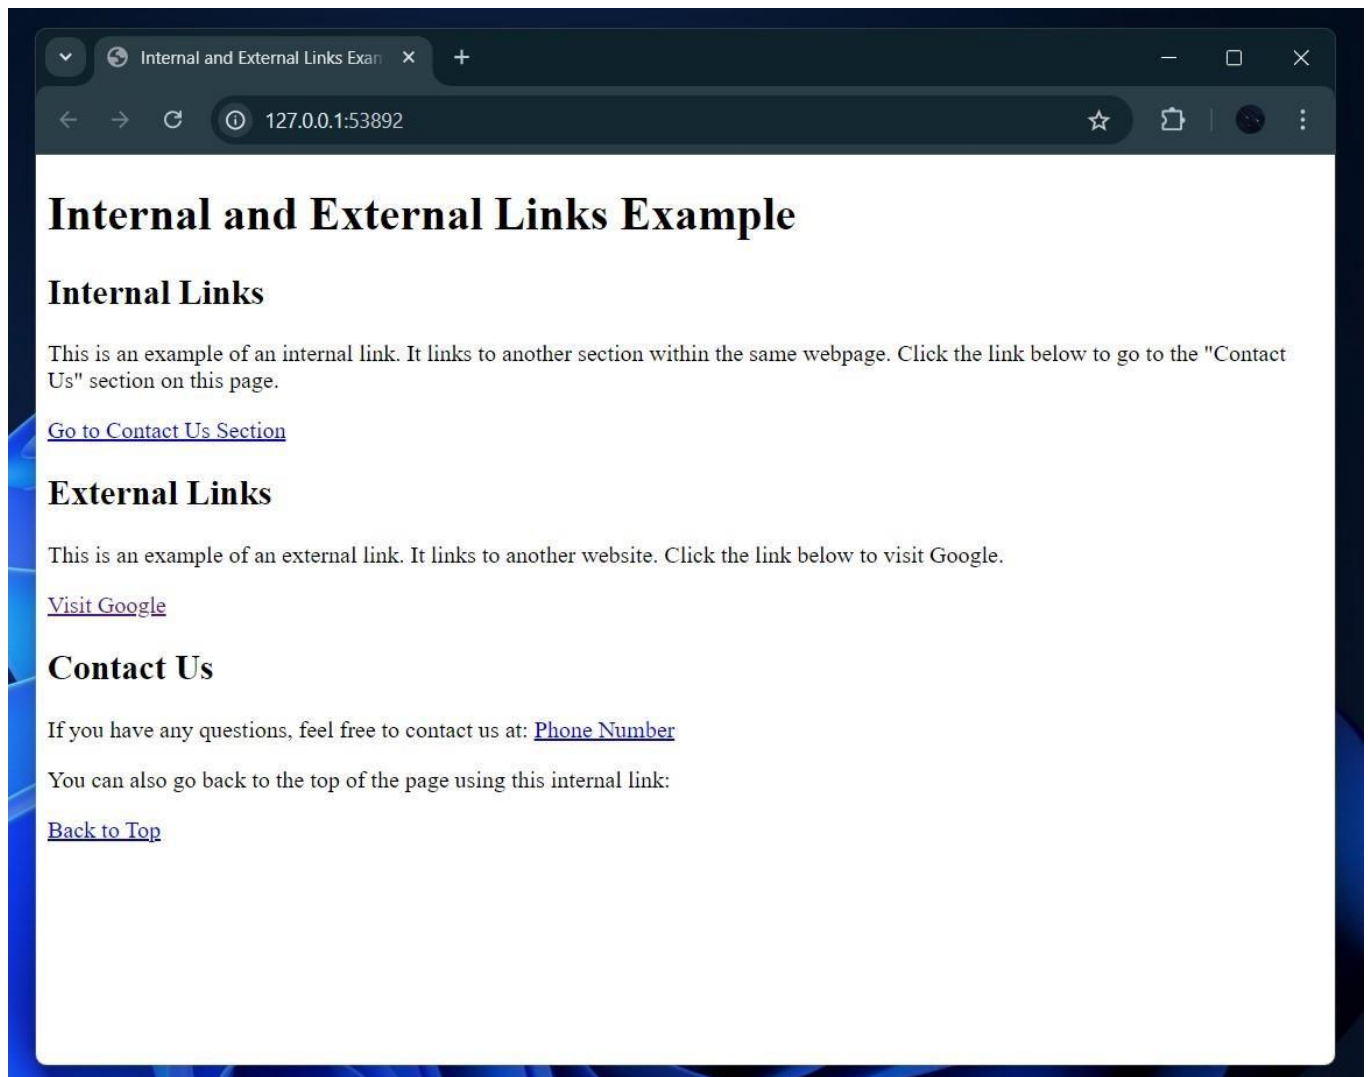 Internal and External Links Exan
127.0.0.1:53892
Internal and External Links Example
Internal Links
This is an example of an internal link. It links to another section within the same webpage. Click the link below to go to the "Contact
Us" section on this page.
Go to Contact Us Section
External Links
This is an example of an external link. It links to another website. Click the link below to visit Google.
Visit Google
Contact Us
If you have any questions, feel free to contact us at: Phone Number
You can also go back to the top of the page using this internal link:
Back to Top